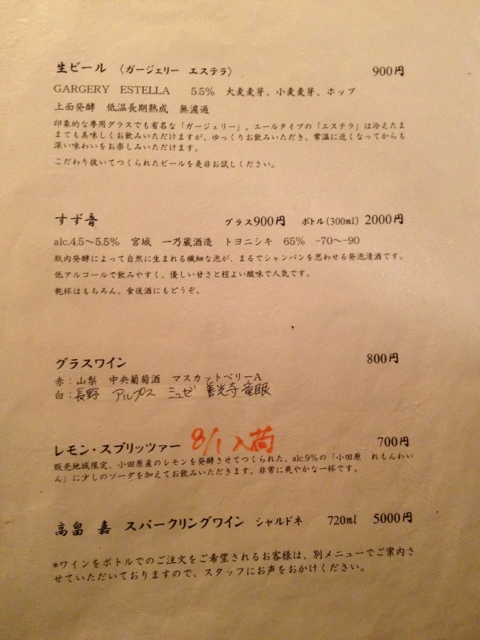 生ビール 〈ガージェリー エステラ〉 900円
GARGERY ESTELLA 5.5% 大麦麦芽、小麦麦芽、ホップ
上面発酵 低温長期熟成 無濾過
印象的な専用グラスでも有名な「ガージェリー」。エールタイプの「エステラ」は冷えたま
までも美味しくお飲みいただけますが、ゆっくりお飲みいただき、常温に近くなってからも
深い味わいをお楽しみいただけます。
こだわり抜いてつくられたビールを是非お試しください。
すず音 グラス900円 ボトル(300ml) 2000円
alc.4.5〜5.5% 宮城 一ノ蔵酒造 トヨニシキ 65% -70〜-90
瓶内発酵によって自然に生まれる繊細な泡が、まるでシャンパンを思わせる発泡清酒です。
低アルコールで飲みやすく、優しい甘さと程よい酸味で人気です。
乾杯はもちろん、食後酒にもどうぞ。
グラスワイン 800円
赤：山梨 中央葡萄酒 マスカットベリーA
白：長野 アルプス ミュゼ 善光寺竜眼
レモン・スプリッツァー 8/1入荷 700円
販売地域限定、小田原産のレモンを発酵させてつくられた、alc.9%の「小田原 れもんわい
ん」に少しのソーダを加えてお飲みいただきます。非常に爽やかな一杯です。
高畠 嘉 スパークリングワイン シャルドネ 720ml 5000円
*ワインをボトルでのご注文をご希望されるお客様は、別メニューでご案内さ
せていただいておりますので、スタッフにお声をおかけください。